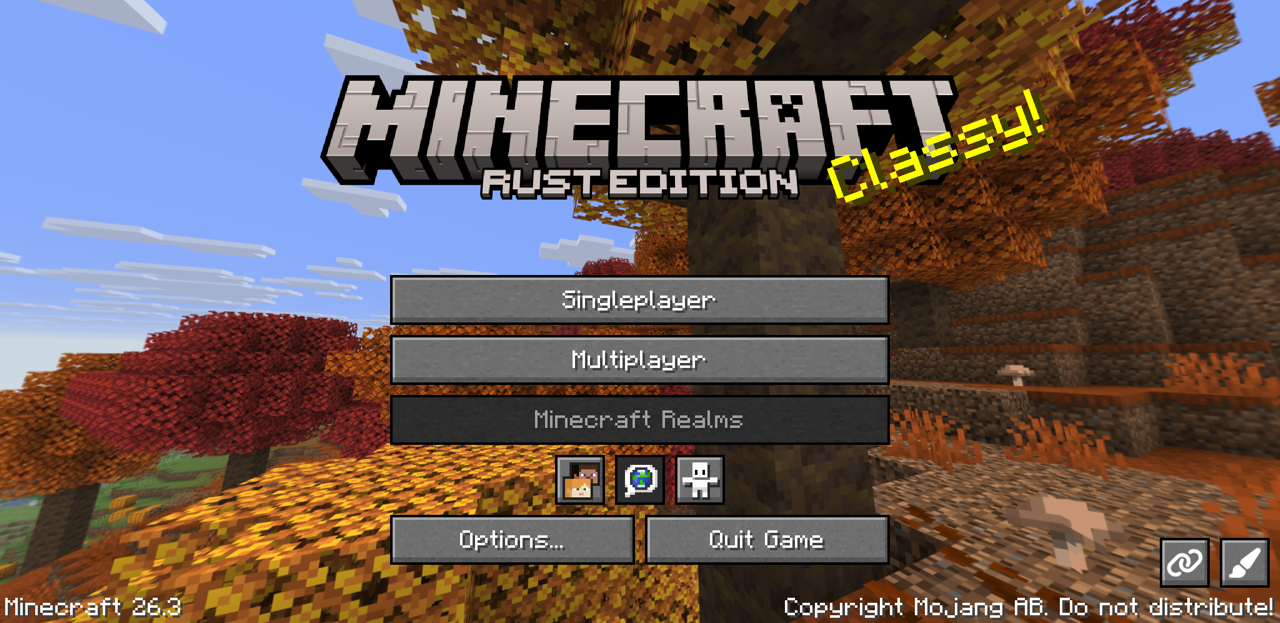 MINECRAFT
RUST EDITION
Classy!
Singleplayer
Multiplayer
Minecraft Realms
Options...
Quit Game
Minecraft 26.3
Copyright Mojang AB. Do not distribute!